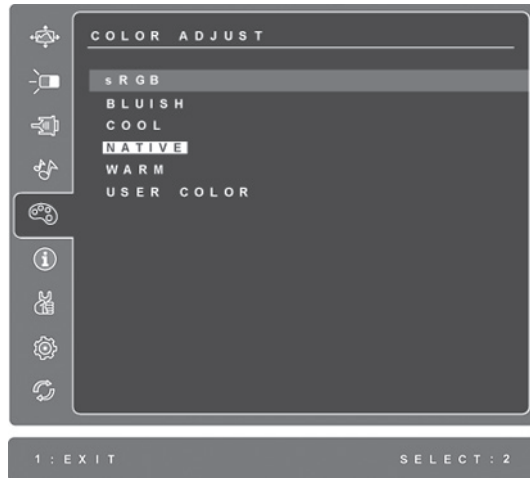 COLOR ADJUST
sRGB
BLUISH
COOL
NATIVE
WARM
USER COLOR
1:EXIT SELECT:2